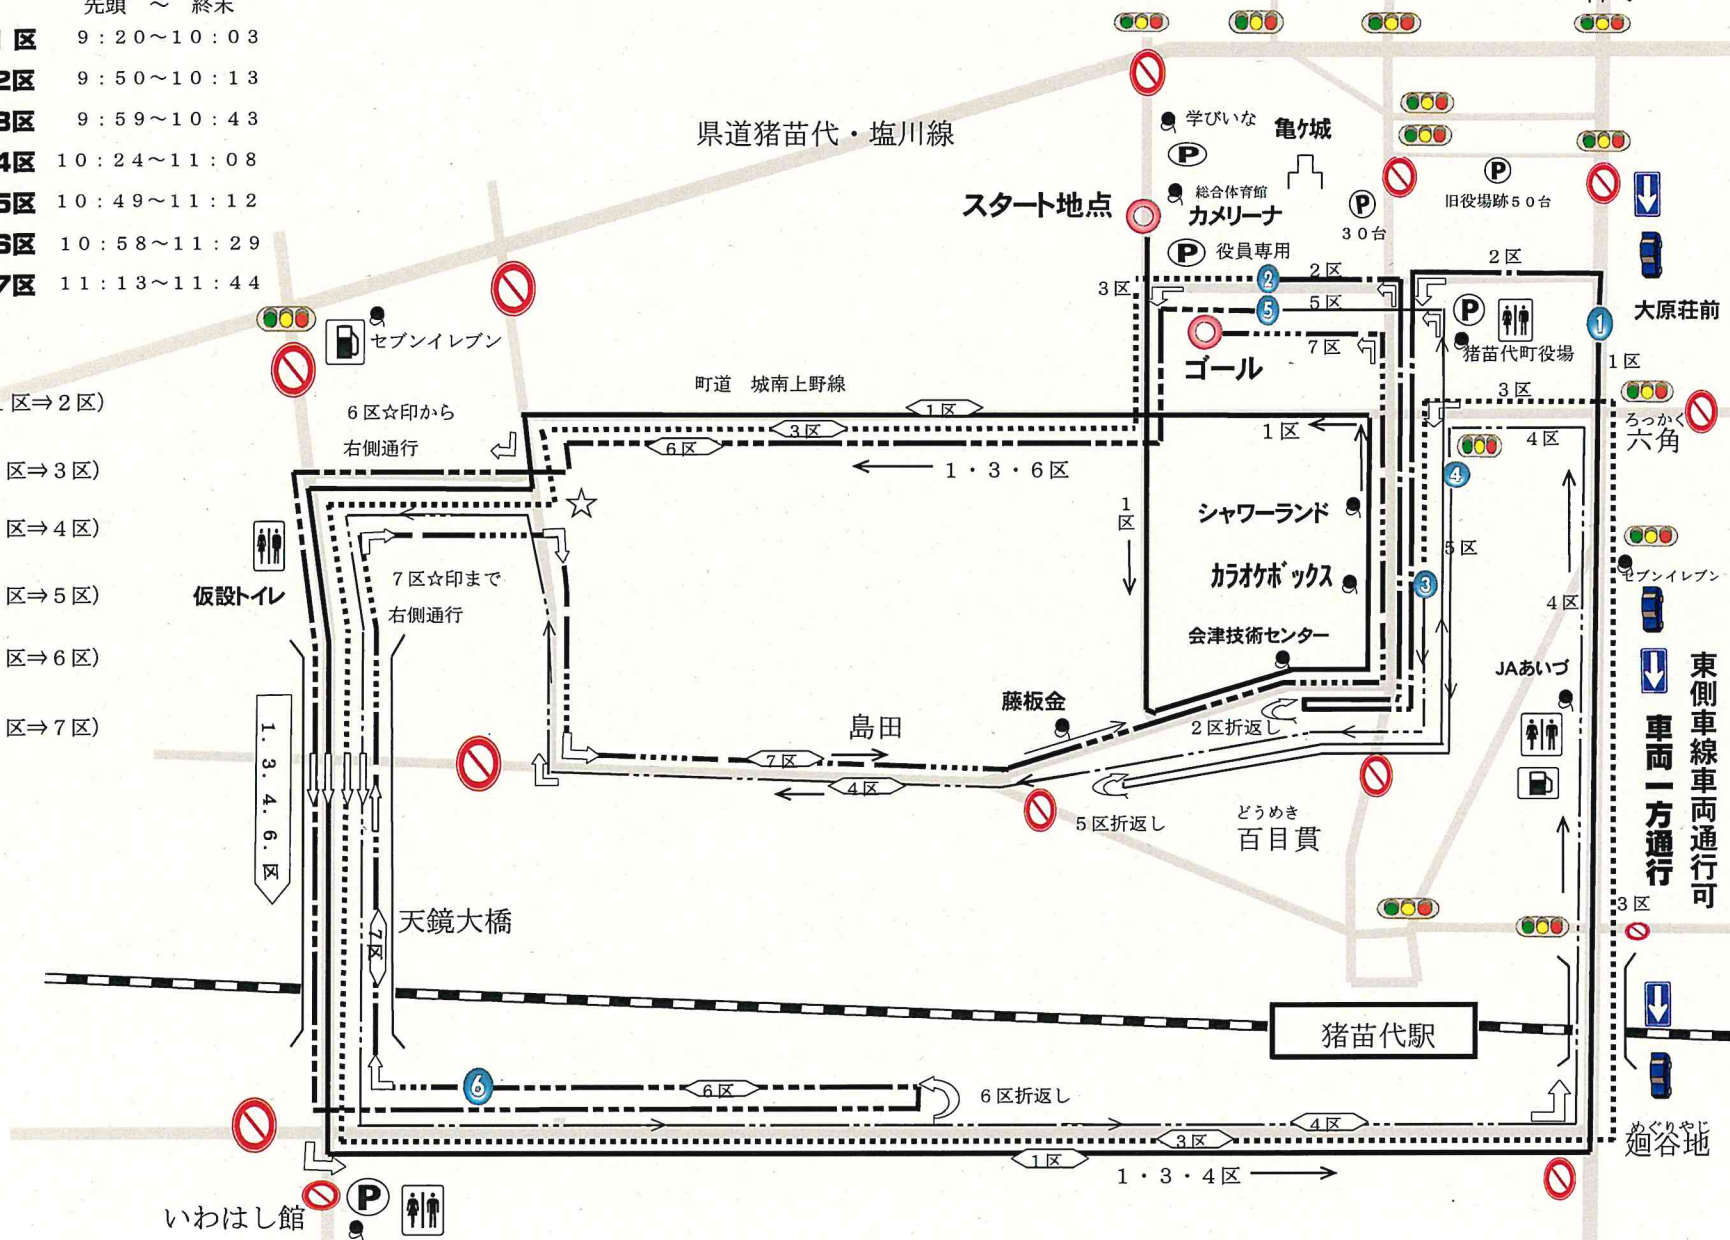 先頭 ～ 終末
区 9:20～10:03
2区 9:50～10:13
3区 9:59～10:43
4区 10:24～11:08
5区 10:49～11:12
6区 10:58～11:29
7区 11:13～11:44
区⇒2区)
区⇒3区)
区⇒4区)
区⇒5区)
区⇒6区)
区⇒7区)
県道猪苗代・塩川線
学びいな
P
亀ケ城
総合体育館
カメリーナ
スタート地点
P 役員専用
P
30台
P
旧役場跡50台
2
2区
2区
3区
5
5区
P
猪苗代町役場
1
大原荘前
1区
ゴール
7区
セブンイレブン
町道 城南上野線
6区☆印から
右側通行
1区
3区
6区
1・3・6区
☆
1区
3区
4区
ろっかく
六角
4
1区
シャワーランド
カラオケボックス
会津技術センター
5区
3
4区
セブンイレブン
仮設トイレ
7区☆印まで
右側通行
JAあいづ
東側車線車両通行可
車両一方通行
藤板金
島田
2区折返し
7区
4区
5区折返し
どうめき
百目貫
1.3.4.6.区
天鏡大橋
7区
3区
猪苗代駅
6
6区
6区折返し
4区
3区
1区
1・3・4区
めぐりやじ
廻谷地
いわはし館
P